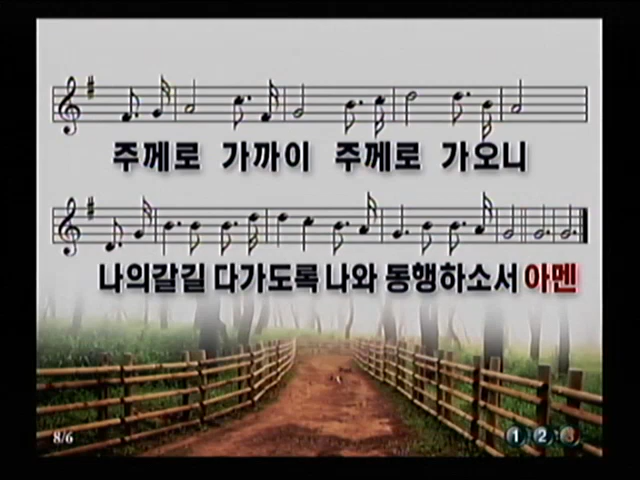 주께로 가까이 주께로 가오니
나의갈길 다가도록 나와 동행하소서 아멘
8/6
1 2 3